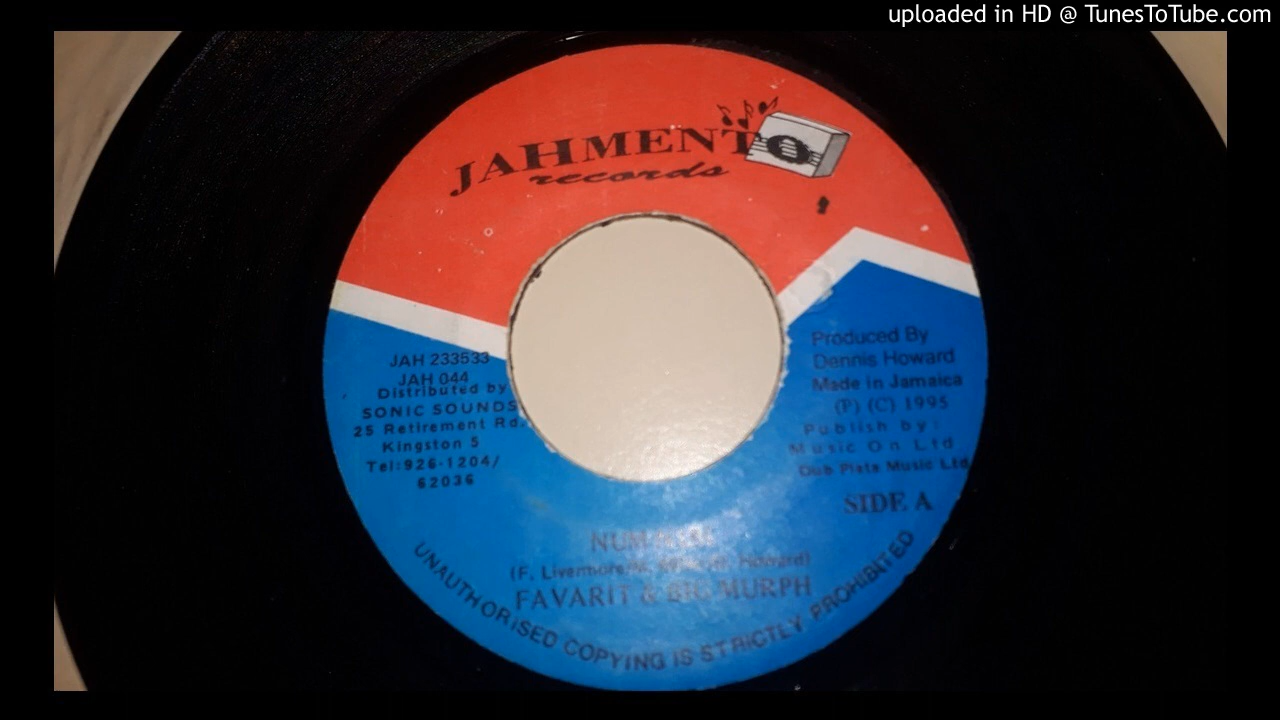 uploaded in HD @ TunesToTube.com
JAHMENTO
records
JAH 233533
JAH 044
Distributed by
SONIC SOUNDS
25 Retirement Rd.
Kingston 5
Tel:926-1204/
62036
Produced By
Dennis Howard
Made in Jamaica
(P) (C) 1995
Publish by:
Music On Ltd
Dub Plate Music Ltd
SIDE A
(F. Livermore Howard)
FAVARIT & BIG MURPH
UNAUTHORISED COPYING IS STRICTLY PROHIBITED